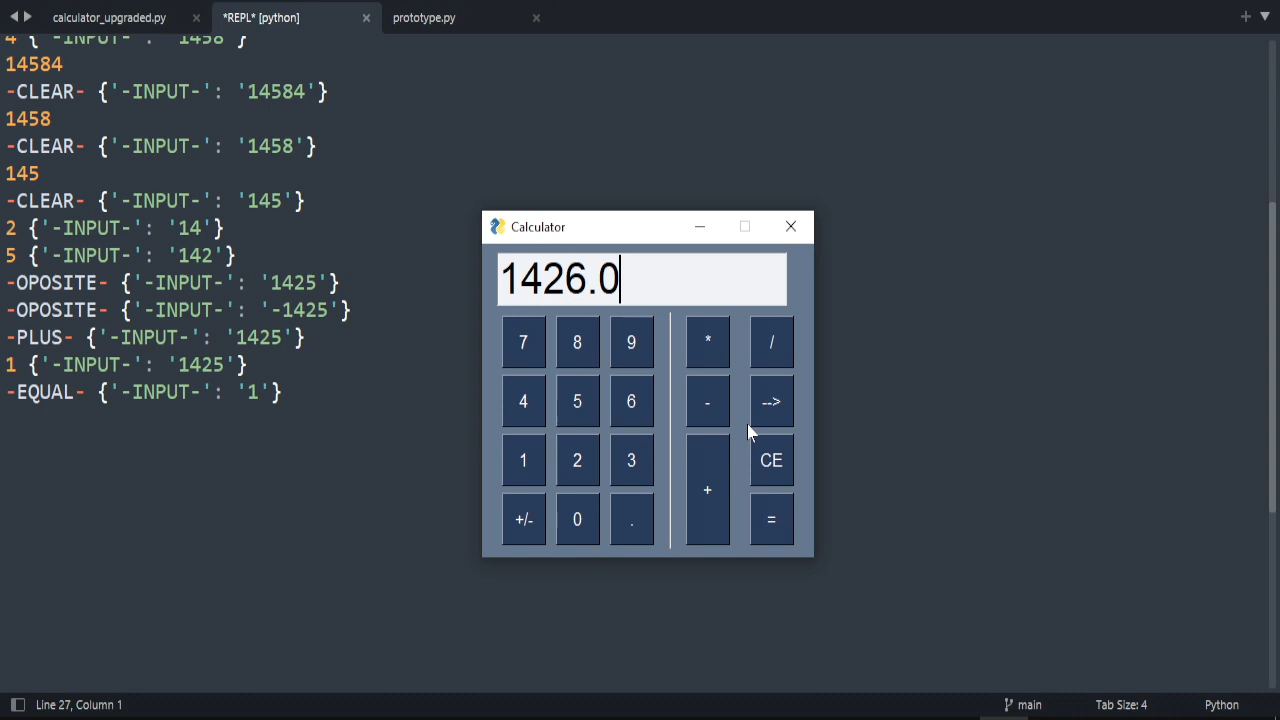 calculator_upgraded.py × *REPL* [python] × prototype.py ×
4 {'-INPUT-': '1458'}
14584
-CLEAR- {'-INPUT-': '14584'}
1458
-CLEAR- {'-INPUT-': '1458'}
145
-CLEAR- {'-INPUT-': '145'}
2 {'-INPUT-': '14'}
5 {'-INPUT-': '142'}
-OPOSITE- {'-INPUT-': '1425'}
-OPOSITE- {'-INPUT-': '-1425'}
-PLUS- {'-INPUT-': '1425'}
1 {'-INPUT-': '1425'}
-EQUAL- {'-INPUT-': '1'}
Calculator
1426.0
7 8 9 * /
4 5 6 - -->
1 2 3 + CE
+/- 0 . =
Line 27, Column 1 main Tab Size: 4 Python